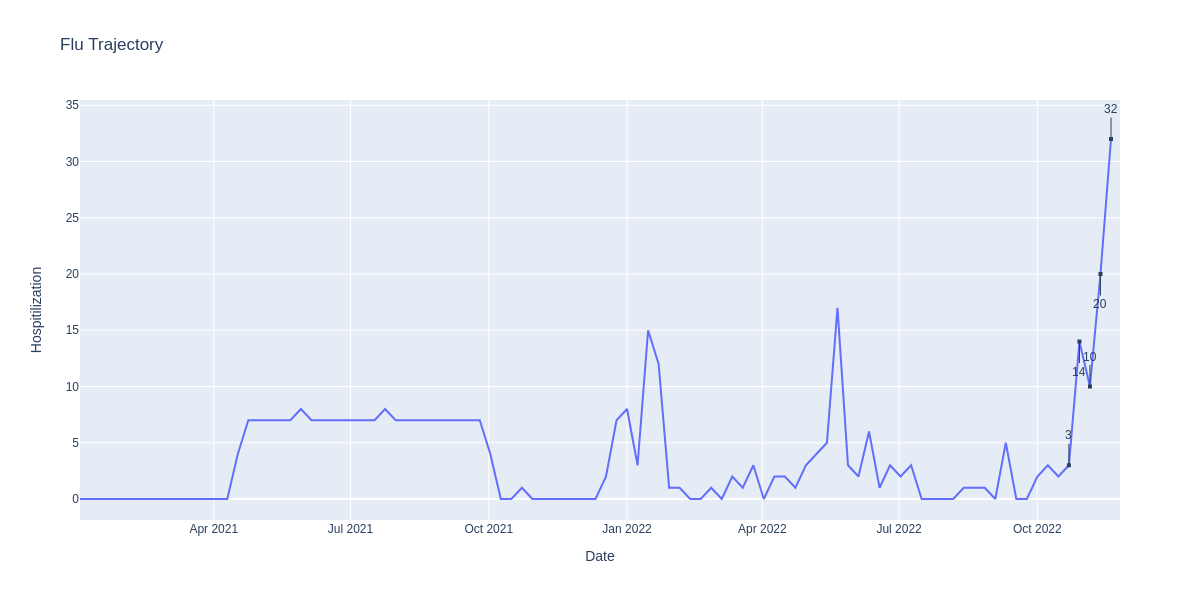 Flu Trajectory
35
30
25
20
15
10
5
0
Hospitilization
32
20
10
14
3
Apr 2021
Jul 2021
Oct 2021
Jan 2022
Apr 2022
Jul 2022
Oct 2022
Date